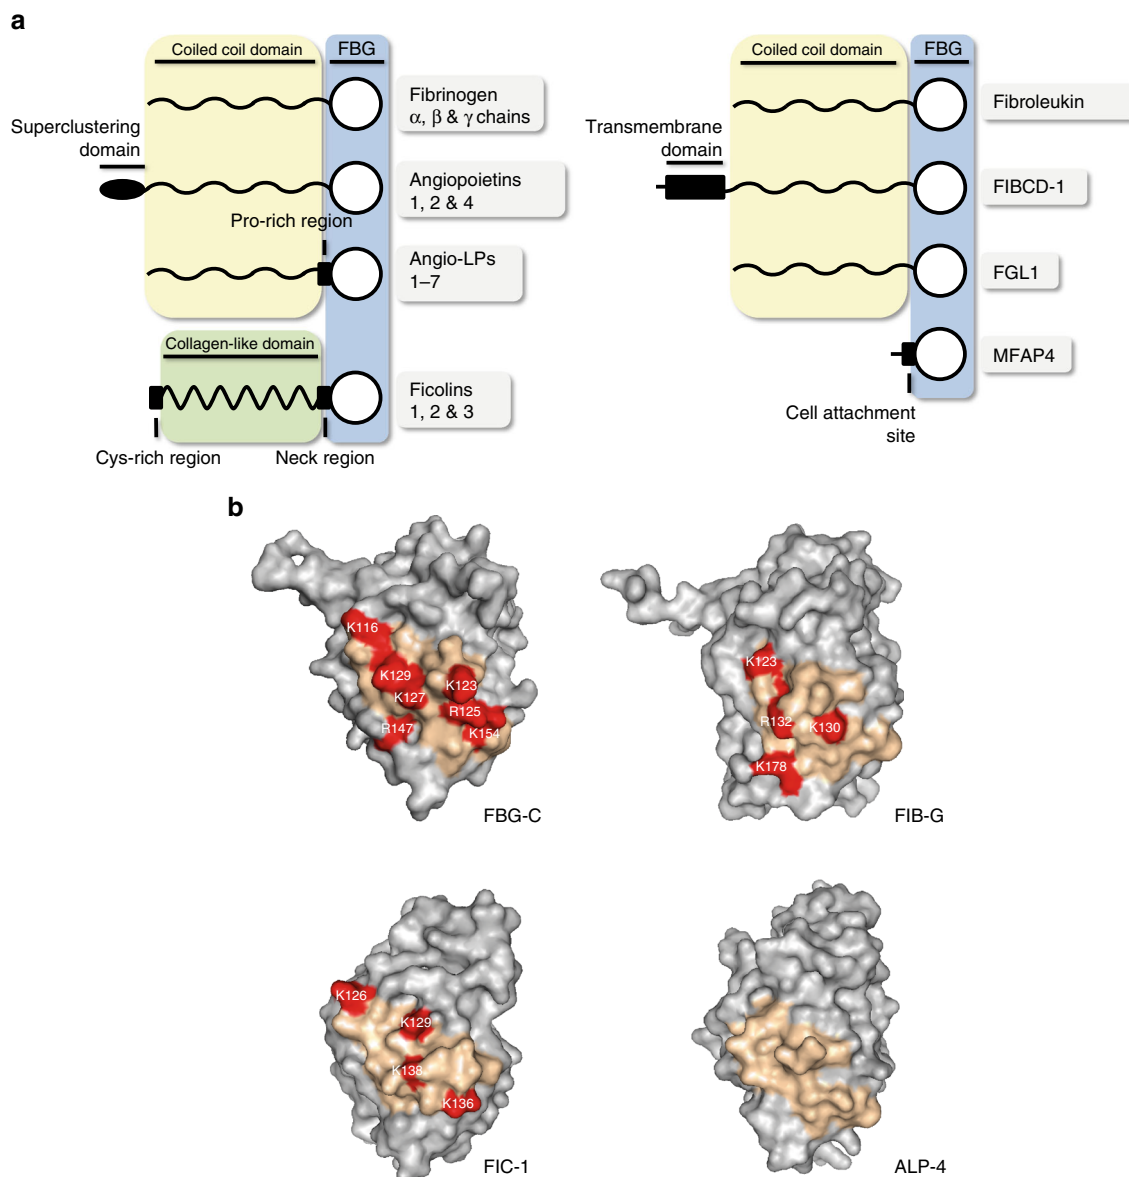 a
Coiled coil domain
FBG
Fibrinogen
α, β & γ chains
Superclustering
domain
Angiopoietins
1, 2 & 4
Pro-rich region
Angio-LPs
1–7
Collagen-like domain
Ficolins
1, 2 & 3
Cys-rich region
Neck region
Coiled coil domain
FBG
Fibroleukin
Transmembrane
domain
FIBCD-1
FGL1
MFAP4
Cell attachment
site
b
K116
K129
K123
K127
R125
R147
K154
FBG-C
K123
R132
K130
K178
FIB-G
K126
K129
K138
K136
FIC-1
ALP-4